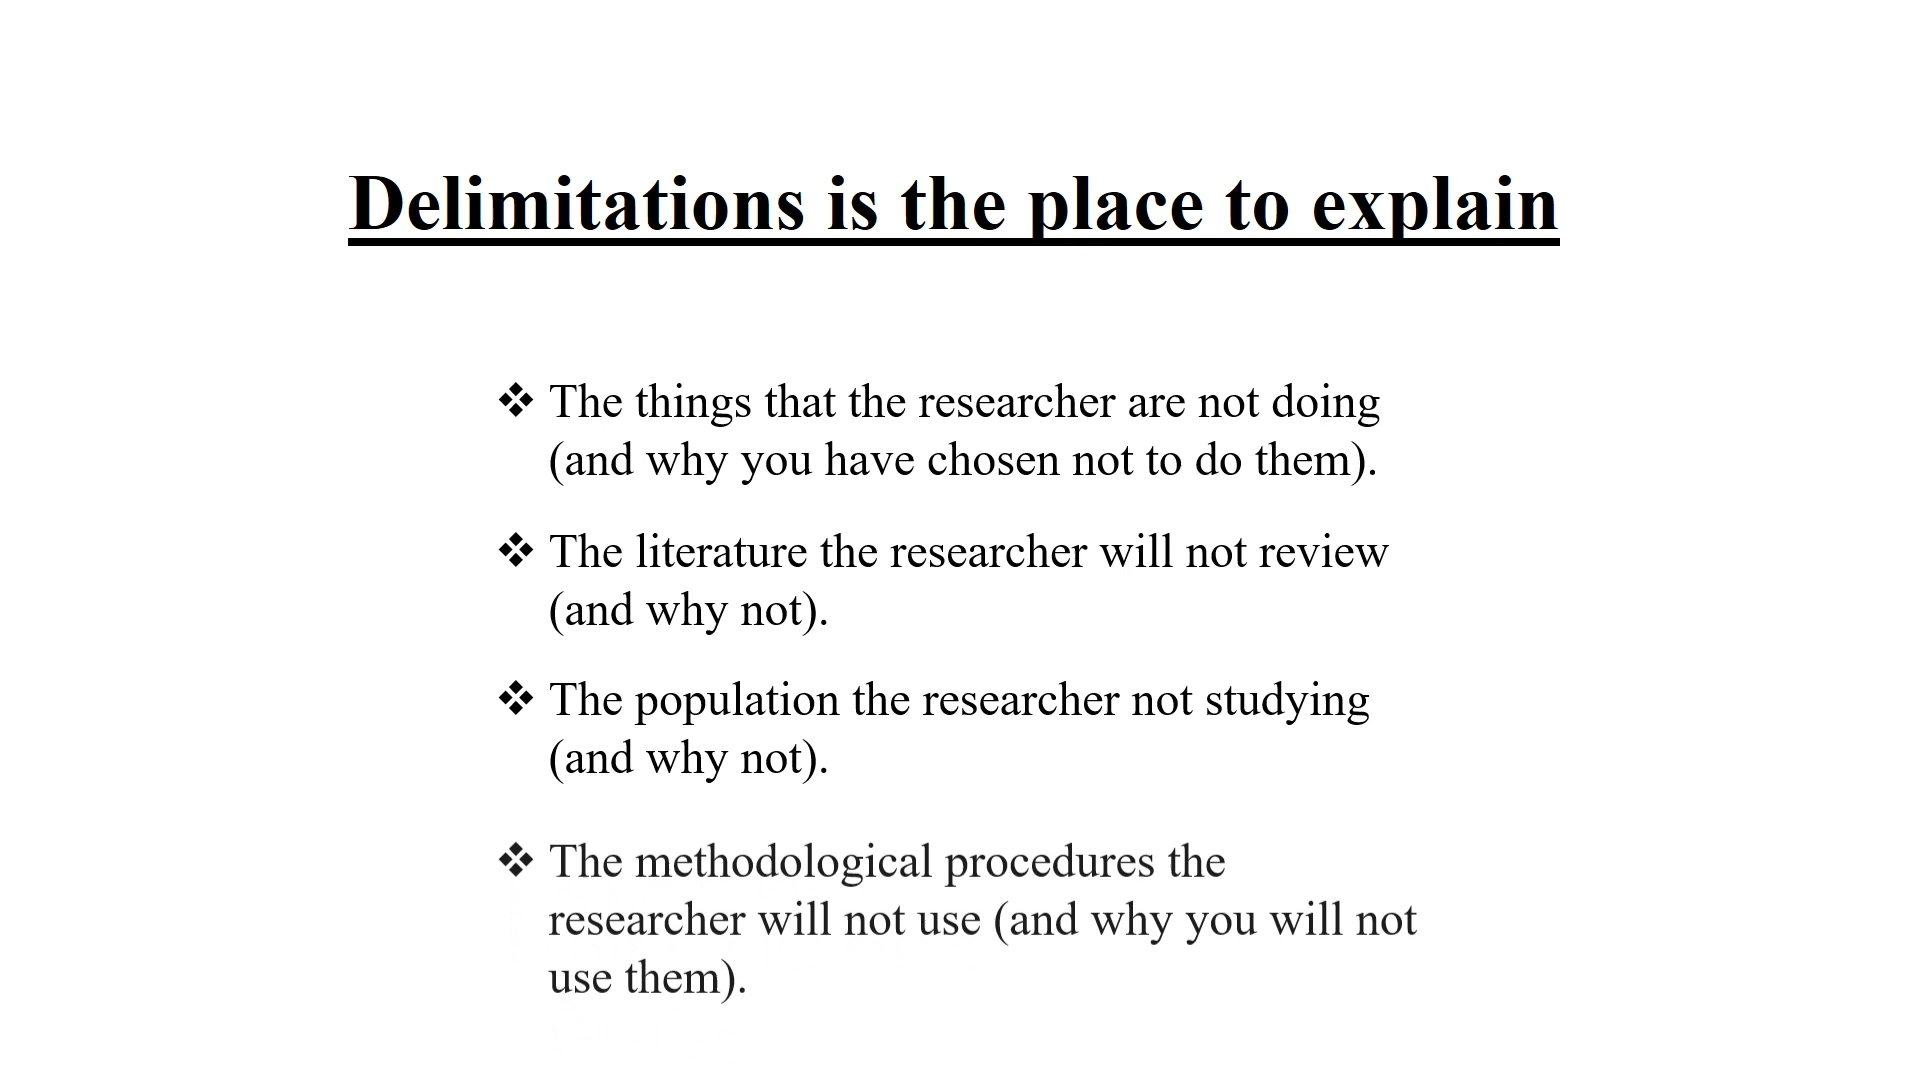 Delimitations is the place to explain
❖ The things that the researcher are not doing
(and why you have chosen not to do them).
❖ The literature the researcher will not review
(and why not).
❖ The population the researcher not studying
(and why not).
❖ The methodological procedures the
researcher will not use (and why you will not
use them).